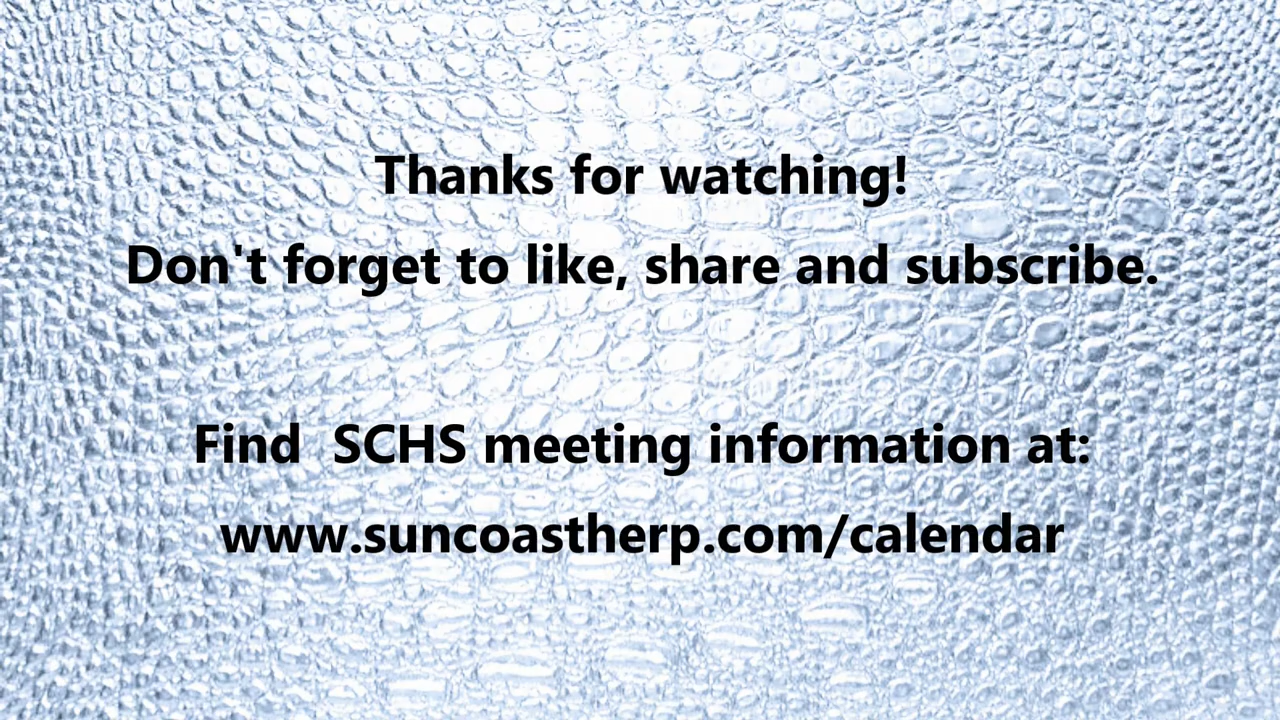 Thanks for watching!
Don't forget to like, share and subscribe.
Find  SCHS meeting information at:
www.suncoastherp.com/calendar